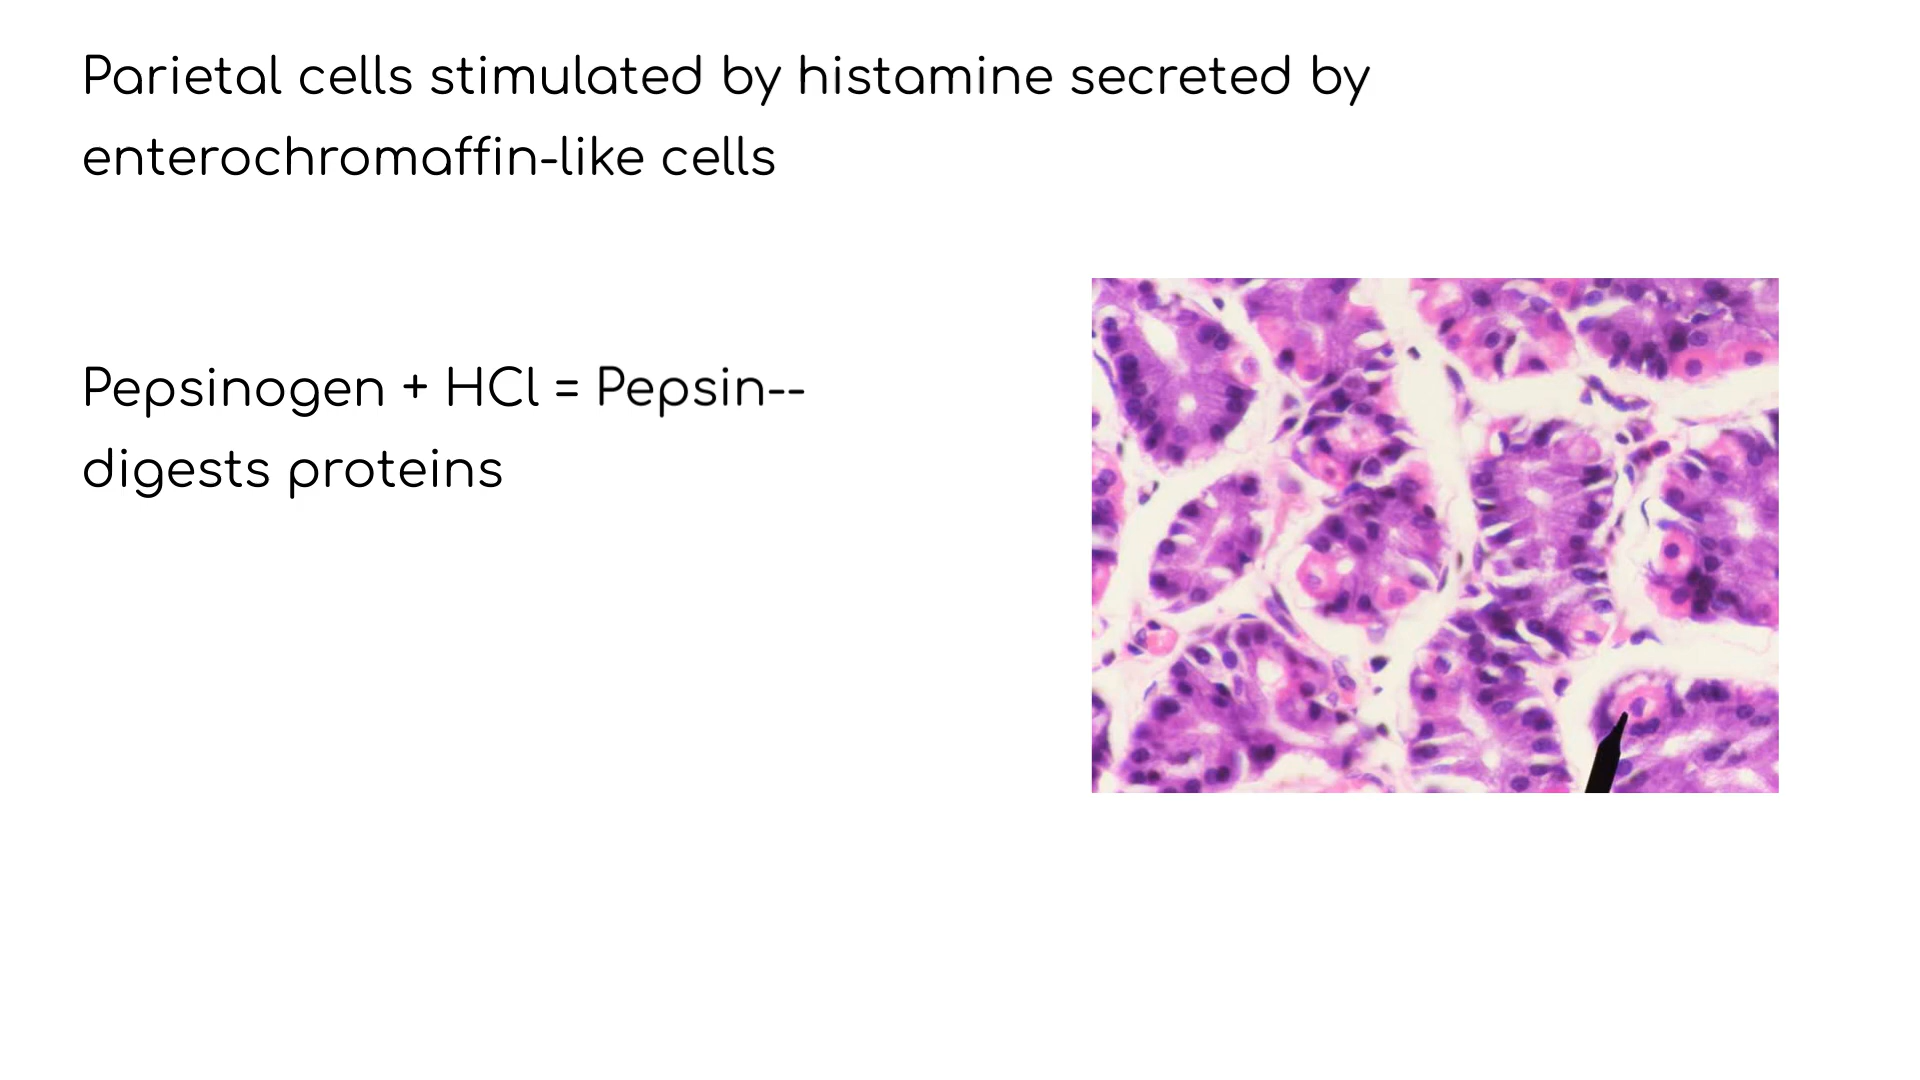 Parietal cells stimulated by histamine secreted by
enterochromaffin-like cells
Pepsinogen + HCl = Pepsin--
digests proteins